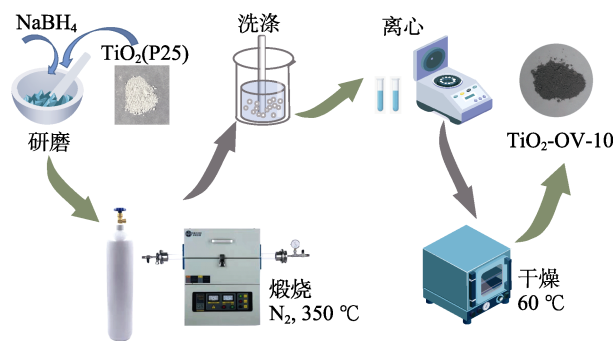 NaBH₄
TiO₂(P25)
研磨
洗涤
离心
TiO₂-OV-10
煅烧
N₂, 350 ℃
干燥
60 ℃